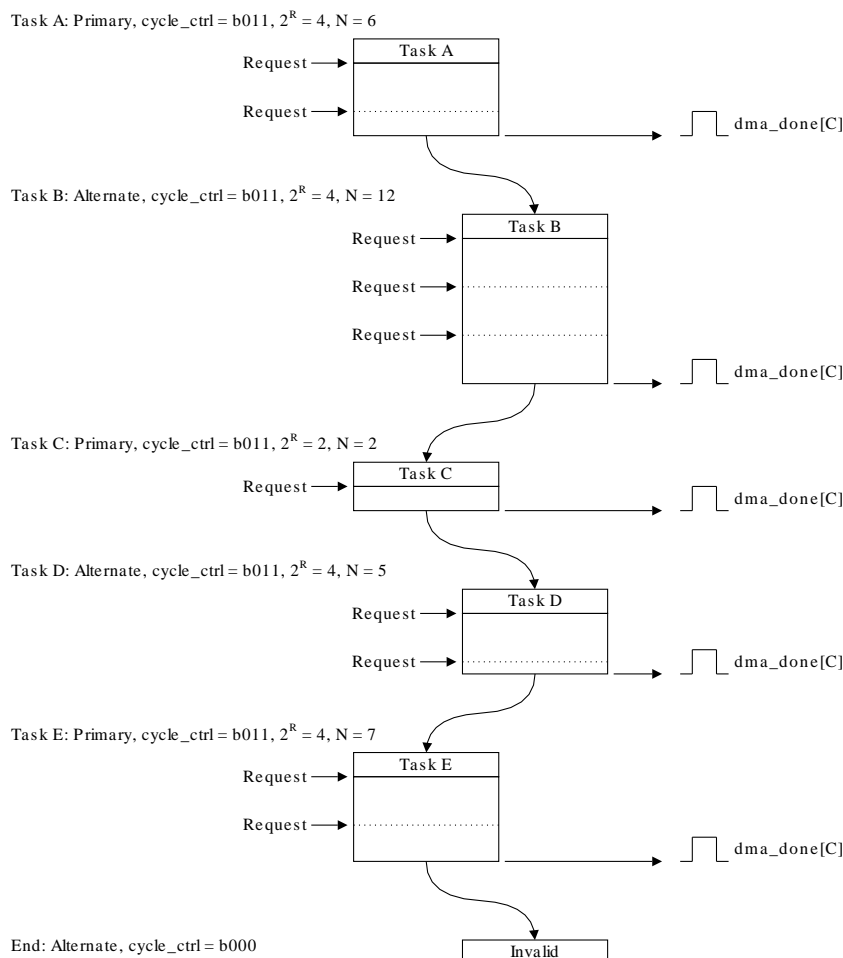 Task A: Primary, cycle_ctrl = b011, 2^R = 4, N = 6
Task A
Request
Request
dma_done[C]
Task B: Alternate, cycle_ctrl = b011, 2^R = 4, N = 12
Task B
Request
Request
Request
dma_done[C]
Task C: Primary, cycle_ctrl = b011, 2^R = 2, N = 2
Task C
Request
dma_done[C]
Task D: Alternate, cycle_ctrl = b011, 2^R = 4, N = 5
Task D
Request
Request
dma_done[C]
Task E: Primary, cycle_ctrl = b011, 2^R = 4, N = 7
Task E
Request
Request
dma_done[C]
End: Alternate, cycle_ctrl = b000
Invalid